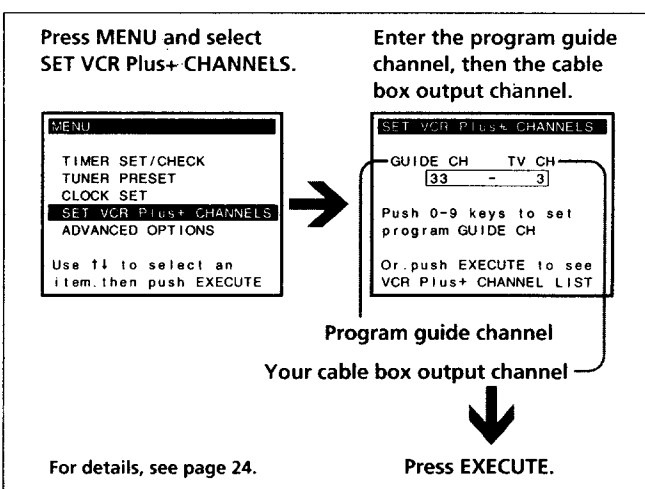 Press MENU and select
SET VCR Plus+ CHANNELS.
MENU
TIMER SET/CHECK
TUNER PRESET
CLOCK SET
SET VCR Plus+ CHANNELS
ADVANCED OPTIONS
Use ↑↓ to select an
item.then push EXECUTE
Enter the program guide
channel, then the cable
box output channel.
SET VCR Plus+ CHANNELS
GUIDE CH TV CH
33 - 3
Push 0-9 keys to set
program GUIDE CH
Or.push EXECUTE to see
VCR Plus+ CHANNEL LIST
Program guide channel
Your cable box output channel
Press EXECUTE.
For details, see page 24.